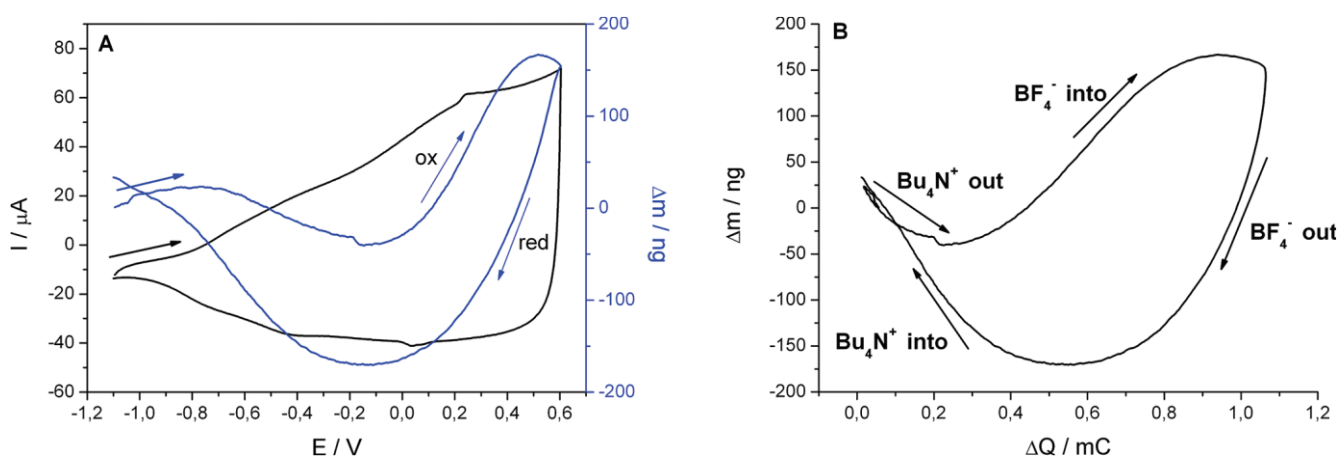 A
80
60
40
20
0
-20
-40
-60
I / μA
-1,2 -1,0 -0,8 -0,6 -0,4 -0,2 0,0 0,2 0,4 0,6
E / V
200
100
0
-100
-200
Δm / ng
ox
red
B
200
150
100
50
0
-50
-100
-150
-200
Δm / ng
0,0 0,2 0,4 0,6 0,8 1,0 1,2
ΔQ / mC
BF₄⁻ into
Bu₄N⁺ out
BF₄⁻ out
Bu₄N⁺ into